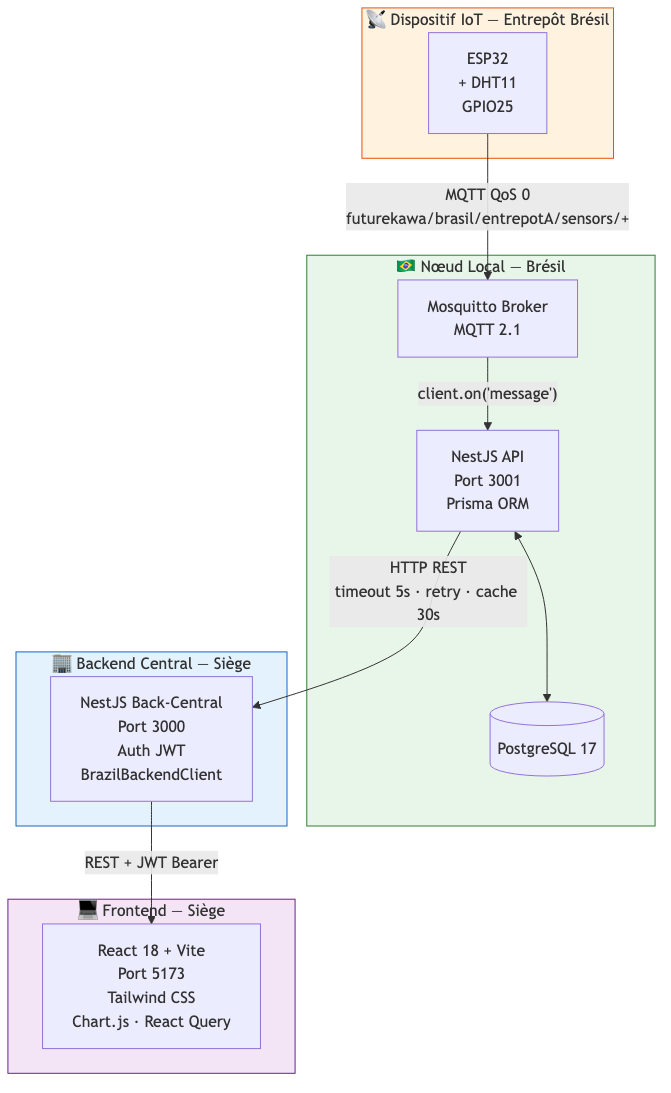 📡 Dispositif IoT — Entrepôt Brésil
ESP32
+ DHT11
GPIO25
MQTT QoS 0
futurekawa/brasil/entrepotA/sensors/+
🇧🇷 Nœud Local — Brésil
Mosquitto Broker
MQTT 2.1
client.on('message')
NestJS API
Port 3001
Prisma ORM
HTTP REST
timeout 5s · retry · cache
30s
PostgreSQL 17
🏢 Backend Central — Siège
NestJS Back-Central
Port 3000
Auth JWT
BrazilBackendClient
REST + JWT Bearer
💻 Frontend — Siège
React 18 + Vite
Port 5173
Tailwind CSS
Chart.js · React Query